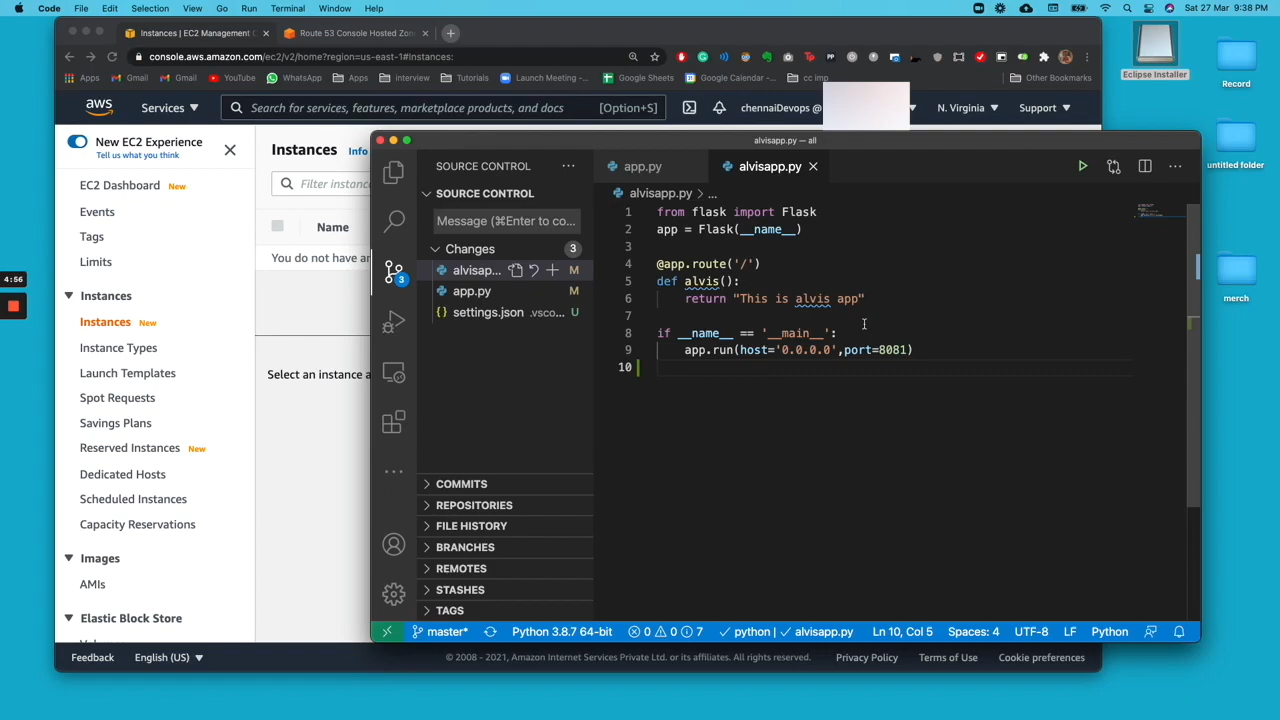 Code File Edit Selection View Go Run Terminal Window Help Sat 27 Mar 9:38 PM
Instances | EC2 Management C
Route 53 Console Hosted Zon
console.aws.amazon.com/ec2/v2/home?region=us-east-1#Instances:
Apps Gmail Gmail YouTube WhatsApp Apps interview Tutorials Launch Meeting -... Google Sheets Google Calendar -... cc imp Other Bookmarks
aws Services Search for services, features, marketplace products, and docs [Option+S] chennaiDevops @ N. Virginia Support
New EC2 Experience
Tell us what you think
EC2 Dashboard New
Events
Tags
Limits
Instances
Instances New
Instance Types
Launch Templates
Spot Requests
Savings Plans
Reserved Instances New
Dedicated Hosts
Scheduled Instances
Capacity Reservations
Images
AMIs
Elastic Block Store
Instances Info
Filter instance
Name
You do not have an
Select an instance a
alvisapp.py — all
SOURCE CONTROL
SOURCE CONTROL
Message (⌘Enter to co...
Changes 3
alvisap... M
app.py M
settings.json .vsco... U
3
COMMITS
REPOSITORIES
FILE HISTORY
BRANCHES
REMOTES
STASHES
TAGS
app.py
alvisapp.py
alvisapp.py > ...
1 from flask import Flask
2 app = Flask(__name__)
3
4 @app.route('/')
5 def alvis():
6 return "This is alvis app"
7
8 if __name__ == '__main__':
9 app.run(host='0.0.0.0',port=8081)
10
master* Python 3.8.7 64-bit 0 0 7 python | alvisapp.py Ln 10, Col 5 Spaces: 4 UTF-8 LF Python
Feedback English (US) © 2008 - 2021, Amazon Internet Services Private Ltd. or its affiliates. All rights reserved. Privacy Policy Terms of Use Cookie preferences
4:56
Eclipse Installer
Record
untitled folder
merch